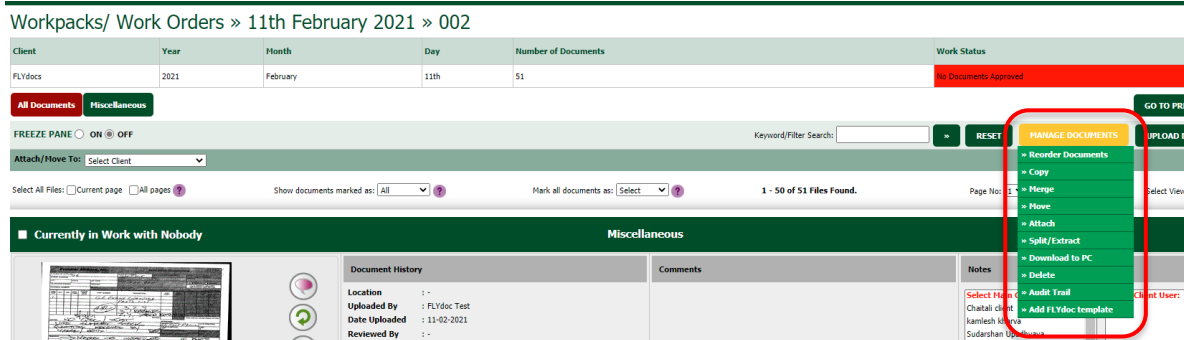 Workpacks/ Work Orders » 11th February 2021 » 002
Client Year Month Day Number of Documents Work Status
FLYdocs 2021 February 11th 51 No Documents Approved
All Documents Miscellaneous GO TO PR
FREEZE PANE ON OFF Keyword/Filter Search: » RESET MANAGE DOCUMENTS UPLOAD D
Attach/Move To: Select Client
» Reorder Documents
» Copy
Select All Files: Current page All pages ? Show documents marked as: All ? Mark all documents as: Select ? 1 - 50 of 51 Files Found. Page No: 1 Select View
» Merge
» Move
» Attach
Currently in Work with Nobody Miscellaneous
» Split/Extract
» Download to PC
Document History Comments Notes
» Delete
Location : -
Select Main C Client User:
» Audit Trail
Uploaded By : FLYdoc Test
Chaitali client
» Add FLYdoc template
Date Uploaded : 11-02-2021
kamlesh kharva
Reviewed By : -
Sudarshan Upadhyaya